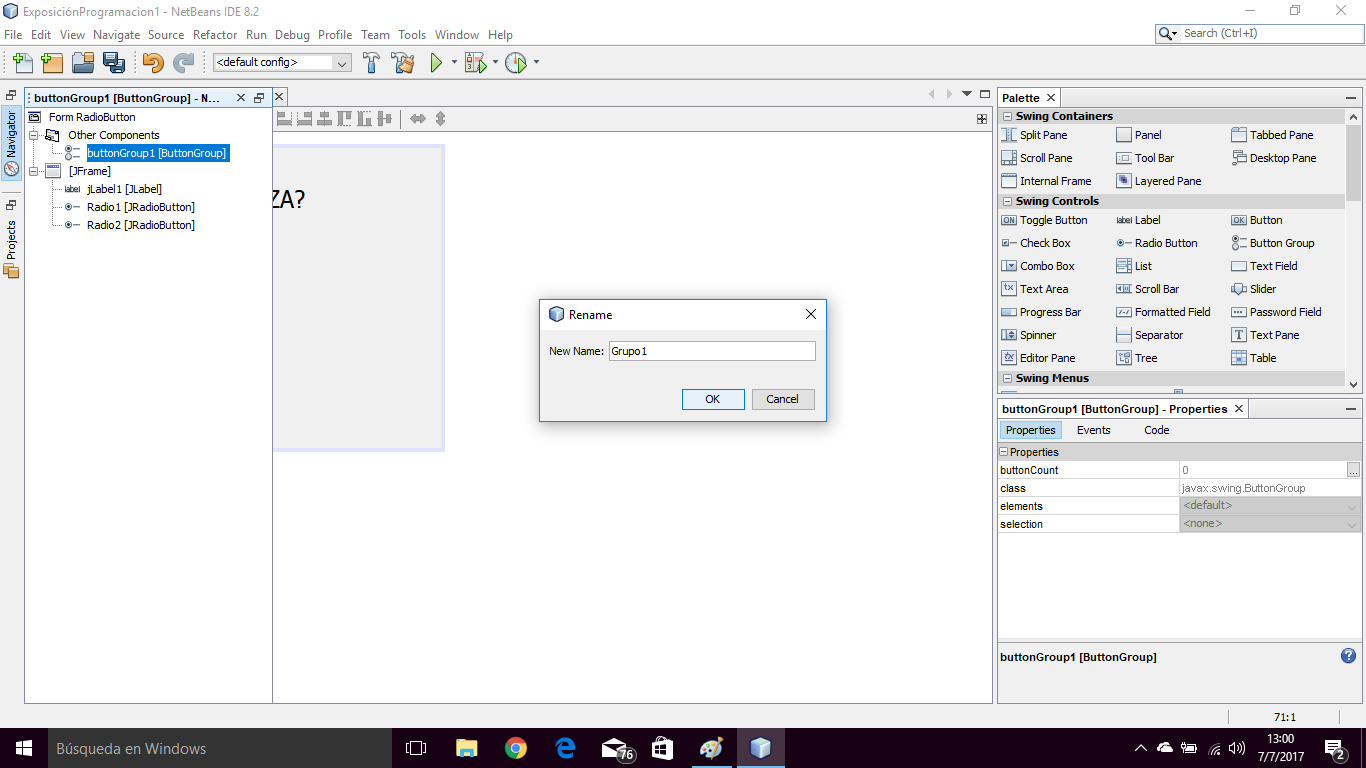 ExposiciónProgramacion1 - NetBeans IDE 8.2
File Edit View Navigate Source Refactor Run Debug Profile Team Tools Window Help
Search (Ctrl+I)
<default config>
Navigator
Projects
buttonGroup1 [ButtonGroup] - N...
Form RadioButton
Other Components
buttonGroup1 [ButtonGroup]
[JFrame]
label jLabel1 [JLabel]
Radio1 [JRadioButton]
Radio2 [JRadioButton]
ZA?
Rename
New Name: Grupo1
OK Cancel
Palette
Swing Containers
Split Pane Panel Tabbed Pane
Scroll Pane Tool Bar Desktop Pane
Internal Frame Layered Pane
Swing Controls
ON Toggle Button label Label OK Button
Check Box Radio Button Button Group
Combo Box List Text Field
Text Area Scroll Bar Slider
Progress Bar Formatted Field Password Field
Spinner Separator T Text Pane
Editor Pane Tree Table
Swing Menus
buttonGroup1 [ButtonGroup] - Properties
Properties Events Code
Properties
buttonCount 0 ...
class javax.swing.ButtonGroup
elements <default>
selection <none>
buttonGroup1 [ButtonGroup]
71:1
Búsqueda en Windows
76
13:00
7/7/2017
2